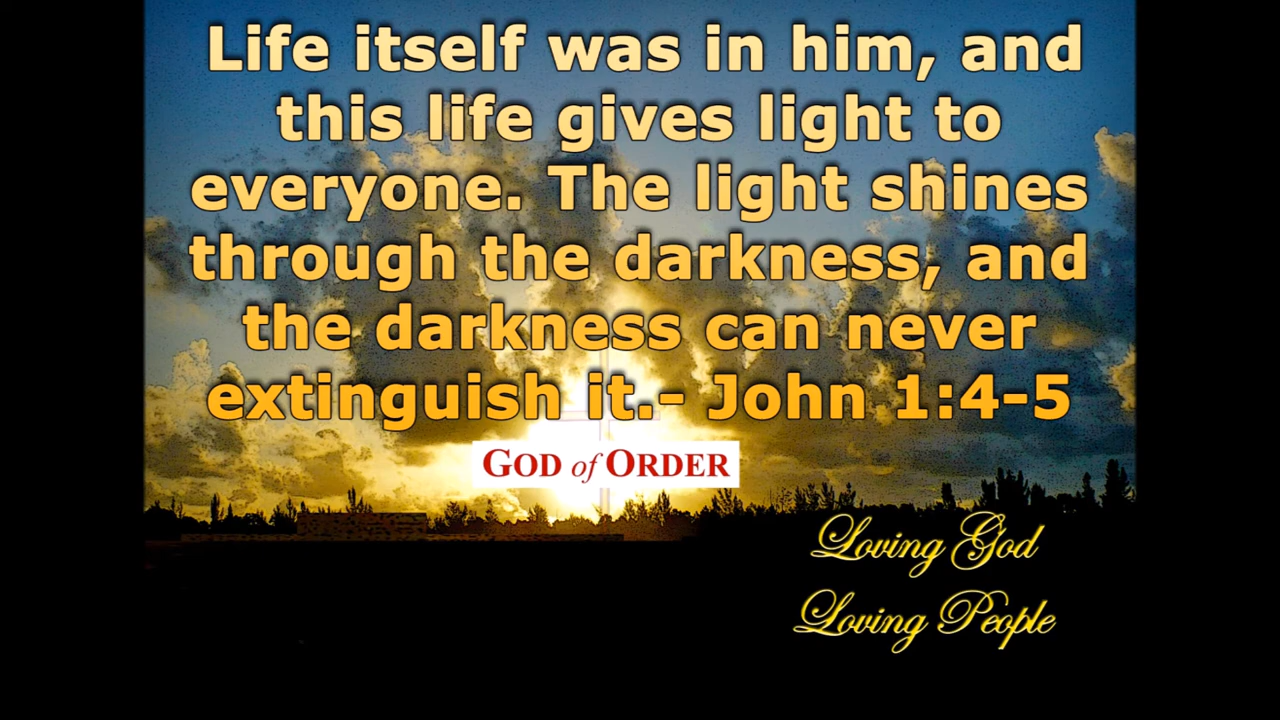 Life itself was in him, and
this life gives light to
everyone. The light shines
through the darkness, and
the darkness can never
extinguish it.- John 1:4-5
GOD of ORDER
Loving God
Loving People